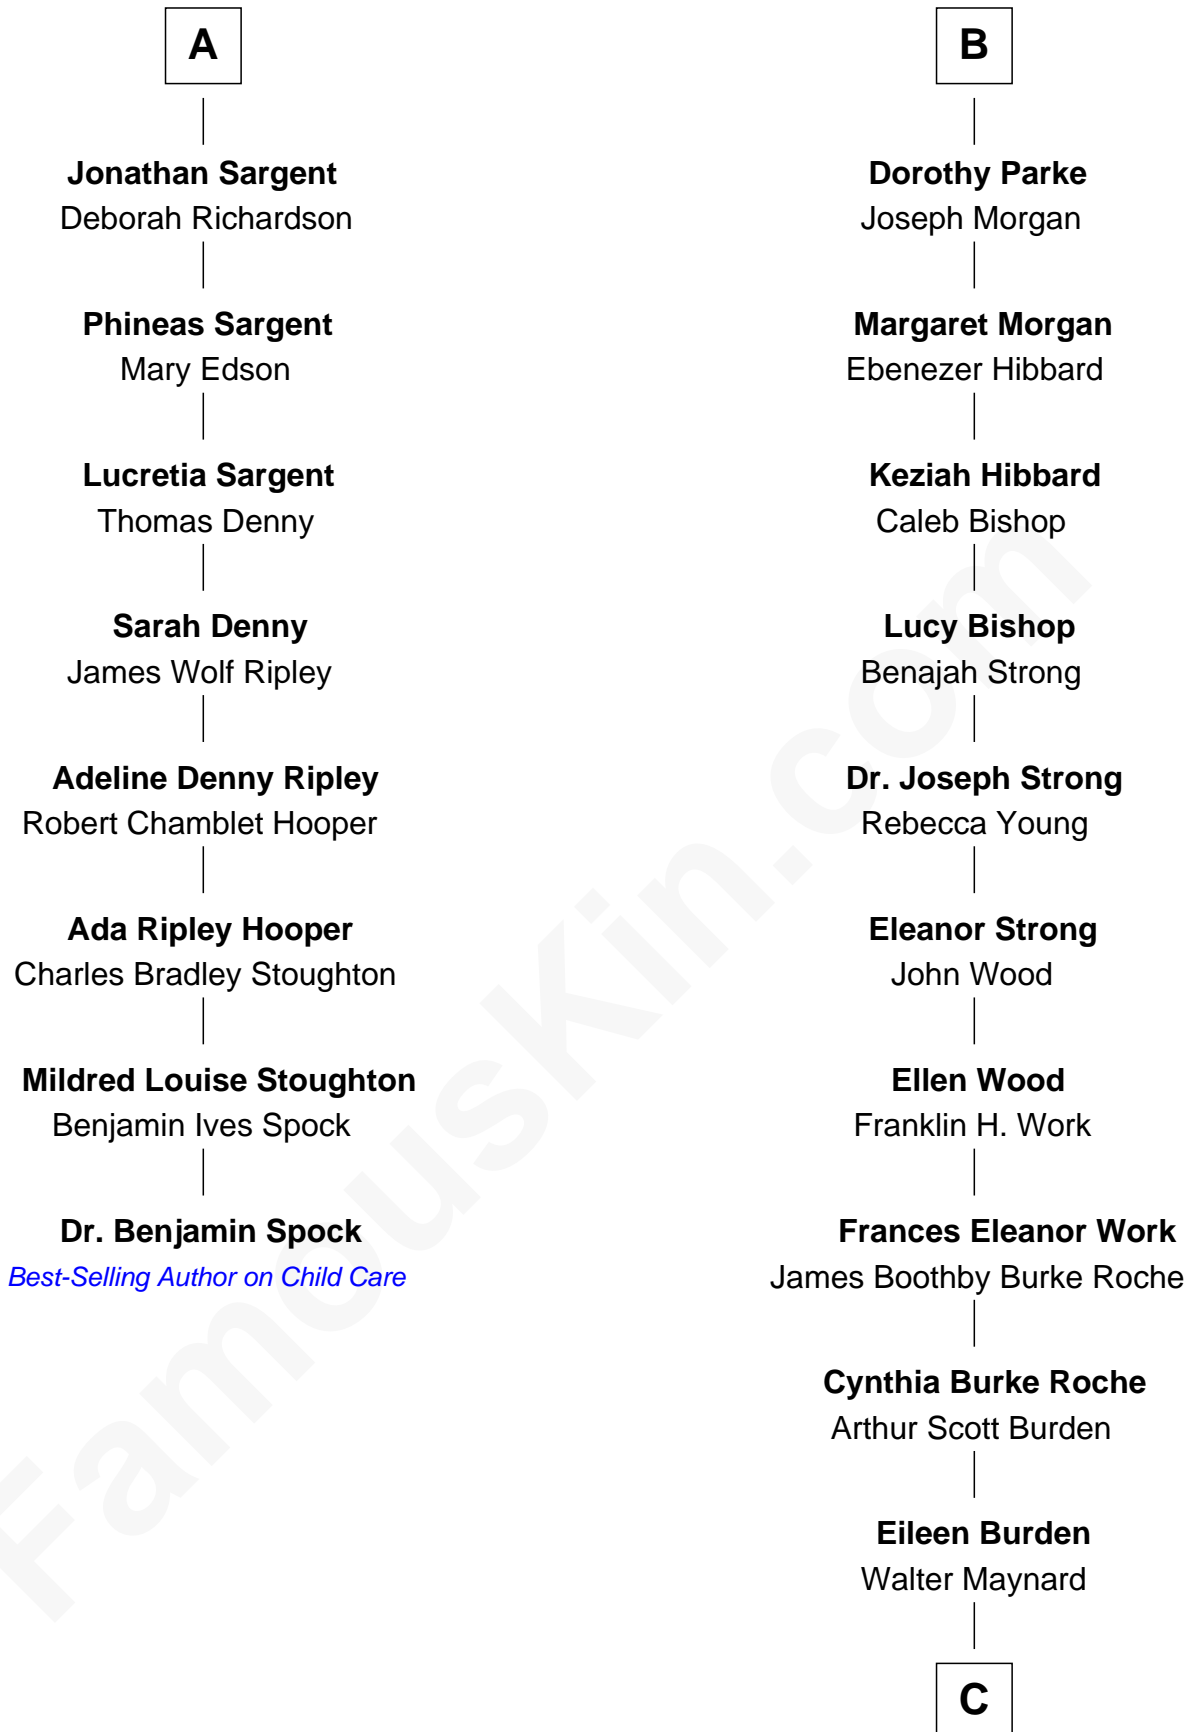 A
Jonathan Sargent
Deborah Richardson
Phineas Sargent
Mary Edson
Lucretia Sargent
Thomas Denny
Sarah Denny
James Wolf Ripley
Adeline Denny Ripley
Robert Chamblet Hooper
Ada Ripley Hooper
Charles Bradley Stoughton
Mildred Louise Stoughton
Benjamin Ives Spock
Dr. Benjamin Spock
Best-Selling Author on Child Care
B
Dorothy Parke
Joseph Morgan
Margaret Morgan
Ebenezer Hibbard
Keziah Hibbard
Caleb Bishop
Lucy Bishop
Benajah Strong
Dr. Joseph Strong
Rebecca Young
Eleanor Strong
John Wood
Ellen Wood
Franklin H. Work
Frances Eleanor Work
James Boothby Burke Roche
Cynthia Burke Roche
Arthur Scott Burden
Eileen Burden
Walter Maynard
C
FamousKin.com